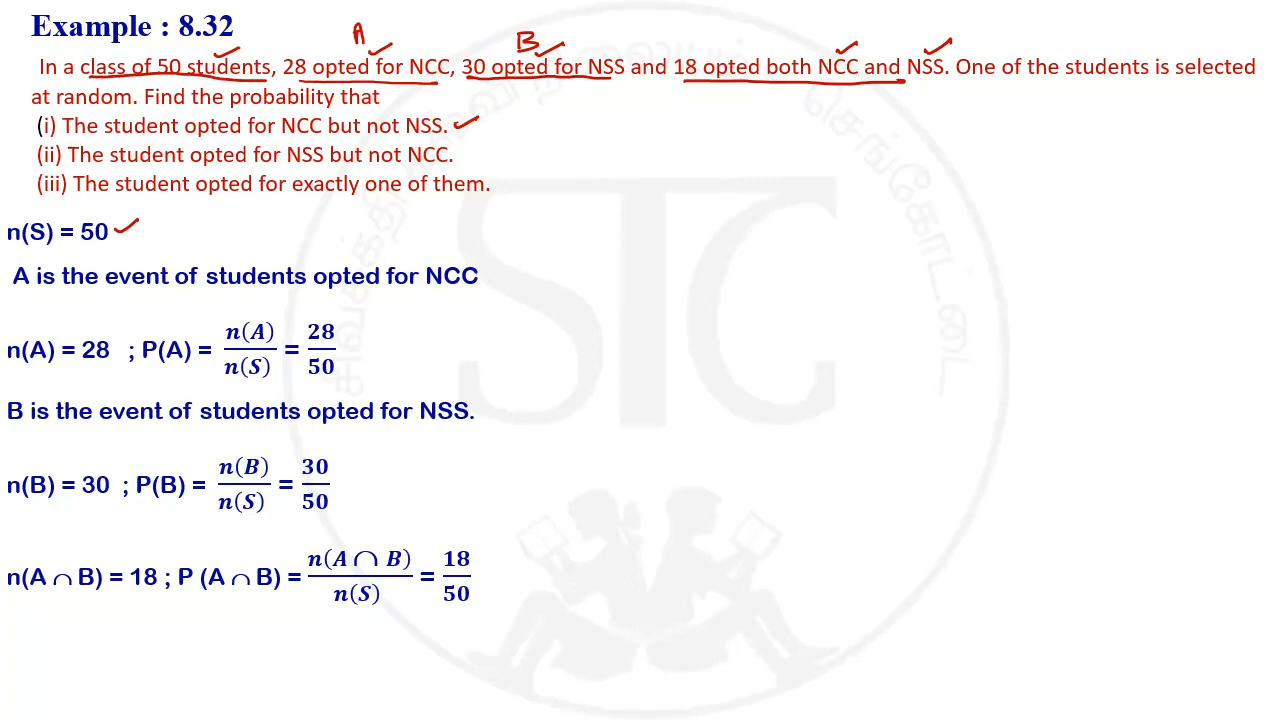 Example : 8.32
A B
In a class of 50 students, 28 opted for NCC, 30 opted for NSS and 18 opted both NCC and NSS. One of the students is selected
at random. Find the probability that
(i) The student opted for NCC but not NSS.
(ii) The student opted for NSS but not NCC.
(iii) The student opted for exactly one of them.
n(S) = 50
A is the event of students opted for NCC
n(A) = 28 ; P(A) = n(A)/n(S) = 28/50
B is the event of students opted for NSS.
n(B) = 30 ; P(B) = n(B)/n(S) = 30/50
n(A ∩ B) = 18 ; P (A ∩ B) = n(A ∩ B)/n(S) = 18/50
STC